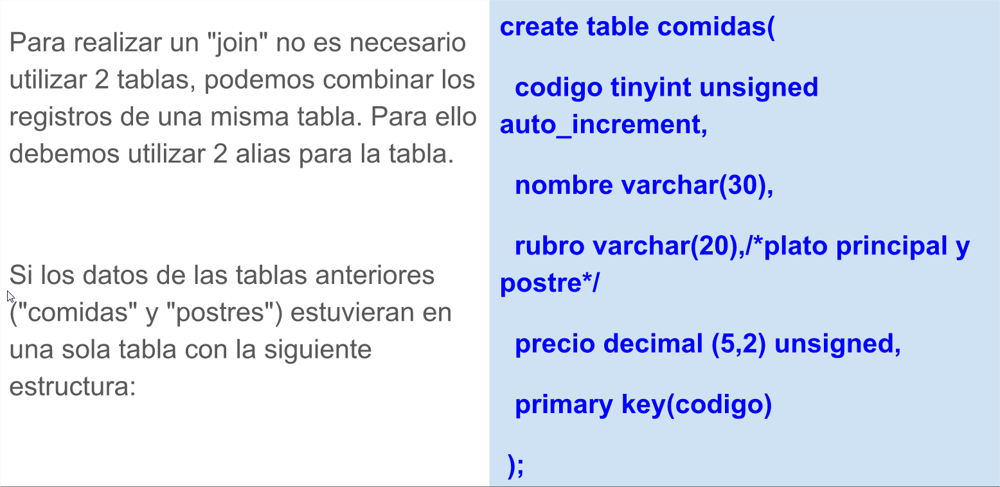 Para realizar un "join" no es necesario
utilizar 2 tablas, podemos combinar los
registros de una misma tabla. Para ello
debemos utilizar 2 alias para la tabla.
Si los datos de las tablas anteriores
("comidas" y "postres") estuvieran en
una sola tabla con la siguiente
estructura:
create table comidas(
codigo tinyint unsigned
auto_increment,
nombre varchar(30),
rubro varchar(20),/*plato principal y
postre*/
precio decimal (5,2) unsigned,
primary key(codigo)
);